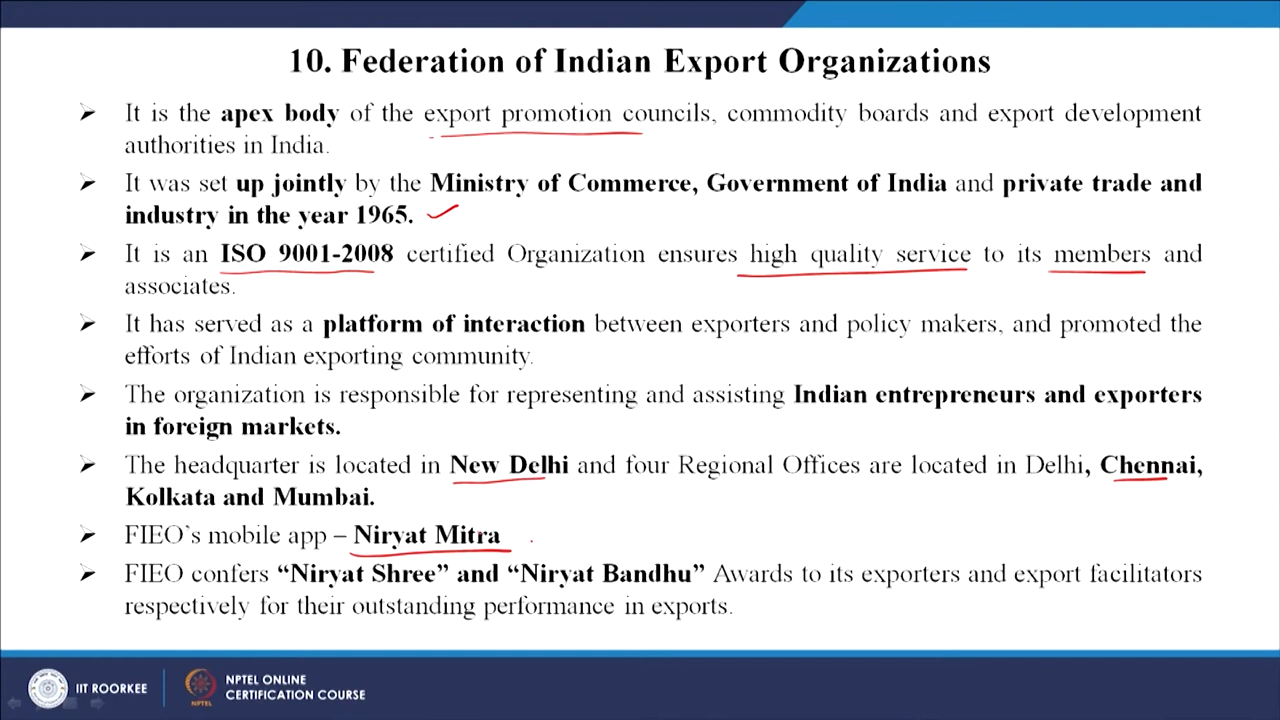 10. Federation of Indian Export Organizations
It is the apex body of the export promotion councils, commodity boards and export development
authorities in India.
It was set up jointly by the Ministry of Commerce, Government of India and private trade and
industry in the year 1965.
It is an ISO 9001-2008 certified Organization ensures high quality service to its members and
associates.
It has served as a platform of interaction between exporters and policy makers, and promoted the
efforts of Indian exporting community.
The organization is responsible for representing and assisting Indian entrepreneurs and exporters
in foreign markets.
The headquarter is located in New Delhi and four Regional Offices are located in Delhi, Chennai,
Kolkata and Mumbai.
FIEO's mobile app – Niryat Mitra
FIEO confers “Niryat Shree” and “Niryat Bandhu” Awards to its exporters and export facilitators
respectively for their outstanding performance in exports.
IIT ROORKEE
NPTEL
NPTEL ONLINE
CERTIFICATION COURSE